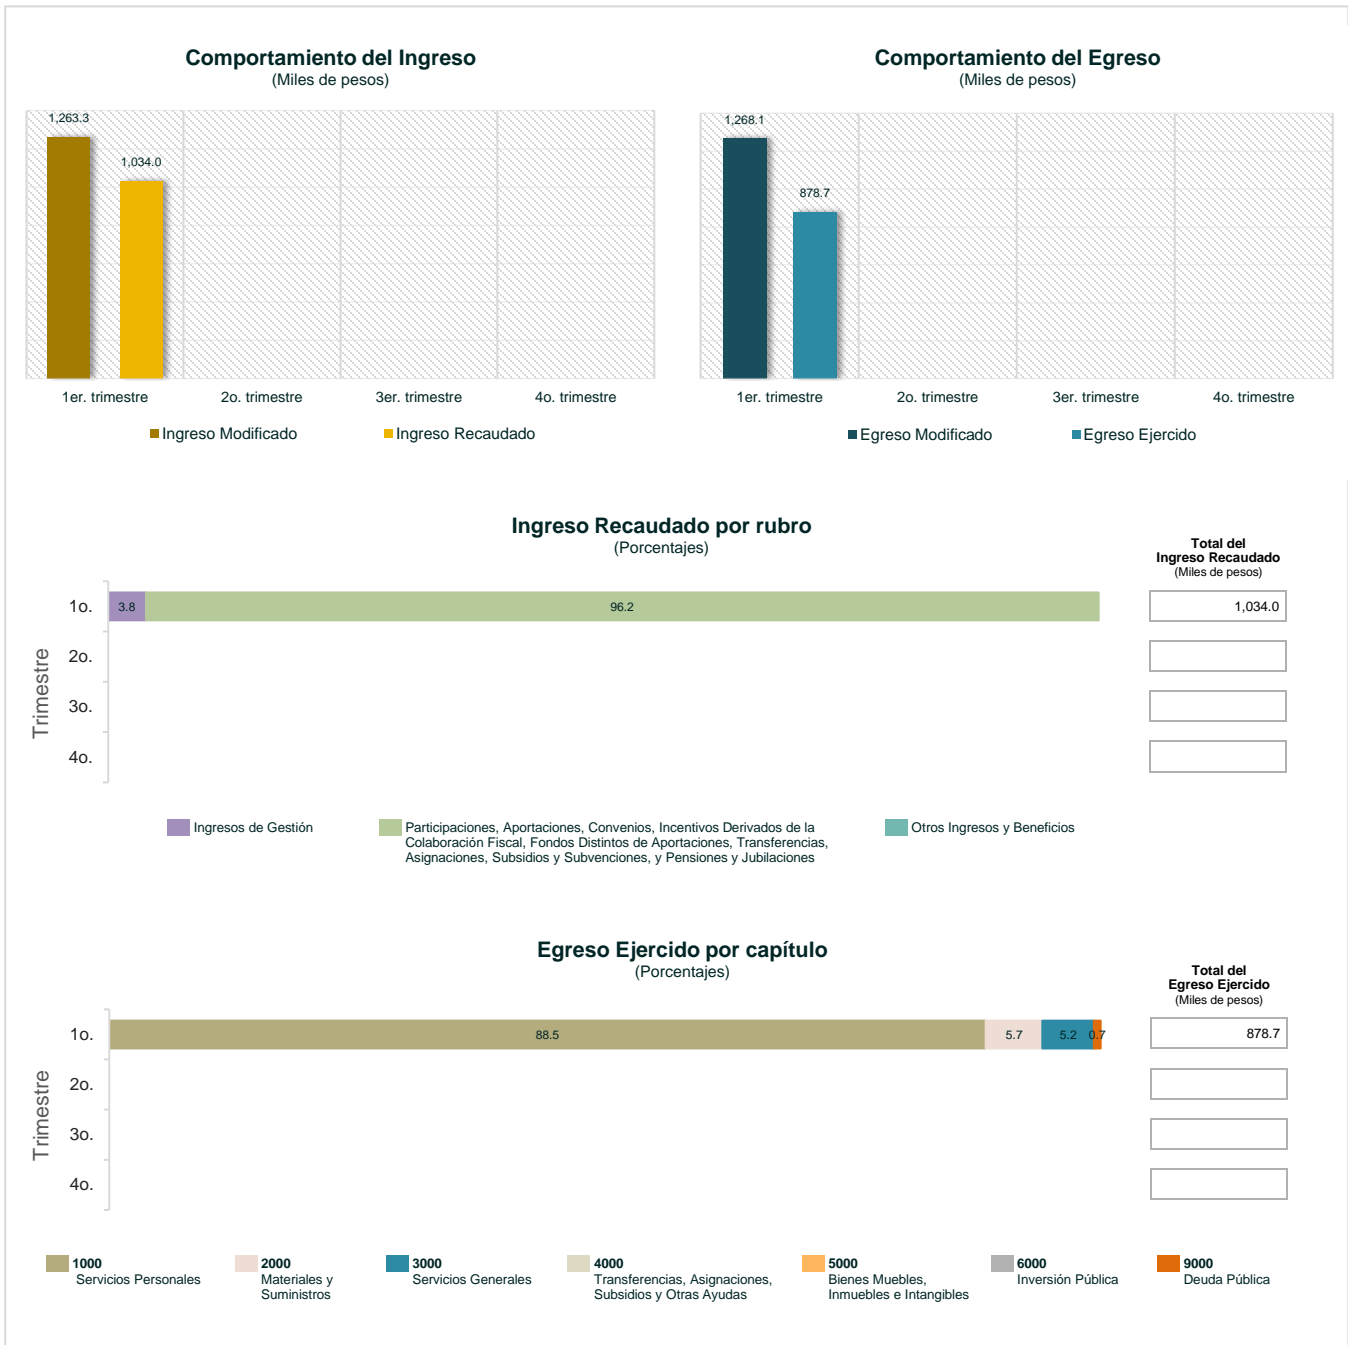 Comportamiento del Ingreso
(Miles de pesos)
1,263.3
1,034.0
1er. trimestre
2o. trimestre
3er. trimestre
4o. trimestre
Ingreso Modificado
Ingreso Recaudado
Comportamiento del Egreso
(Miles de pesos)
1,268.1
878.7
1er. trimestre
2o. trimestre
3er. trimestre
4o. trimestre
Egreso Modificado
Egreso Ejercido
Ingreso Recaudado por rubro
(Porcentajes)
Total del
Ingreso Recaudado
(Miles de pesos)
Trimestre
1o.
3.8
96.2
1,034.0
2o.
3o.
4o.
Ingresos de Gestión
Participaciones, Aportaciones, Convenios, Incentivos Derivados de la
Colaboración Fiscal, Fondos Distintos de Aportaciones, Transferencias,
Asignaciones, Subsidios y Subvenciones, y Pensiones y Jubilaciones
Otros Ingresos y Beneficios
Egreso Ejercido por capítulo
(Porcentajes)
Total del
Egreso Ejercido
(Miles de pesos)
Trimestre
1o.
88.5
5.7
5.2
0.7
878.7
2o.
3o.
4o.
1000
Servicios Personales
2000
Materiales y
Suministros
3000
Servicios Generales
4000
Transferencias, Asignaciones,
Subsidios y Otras Ayudas
5000
Bienes Muebles,
Inmuebles e Intangibles
6000
Inversión Pública
9000
Deuda Pública